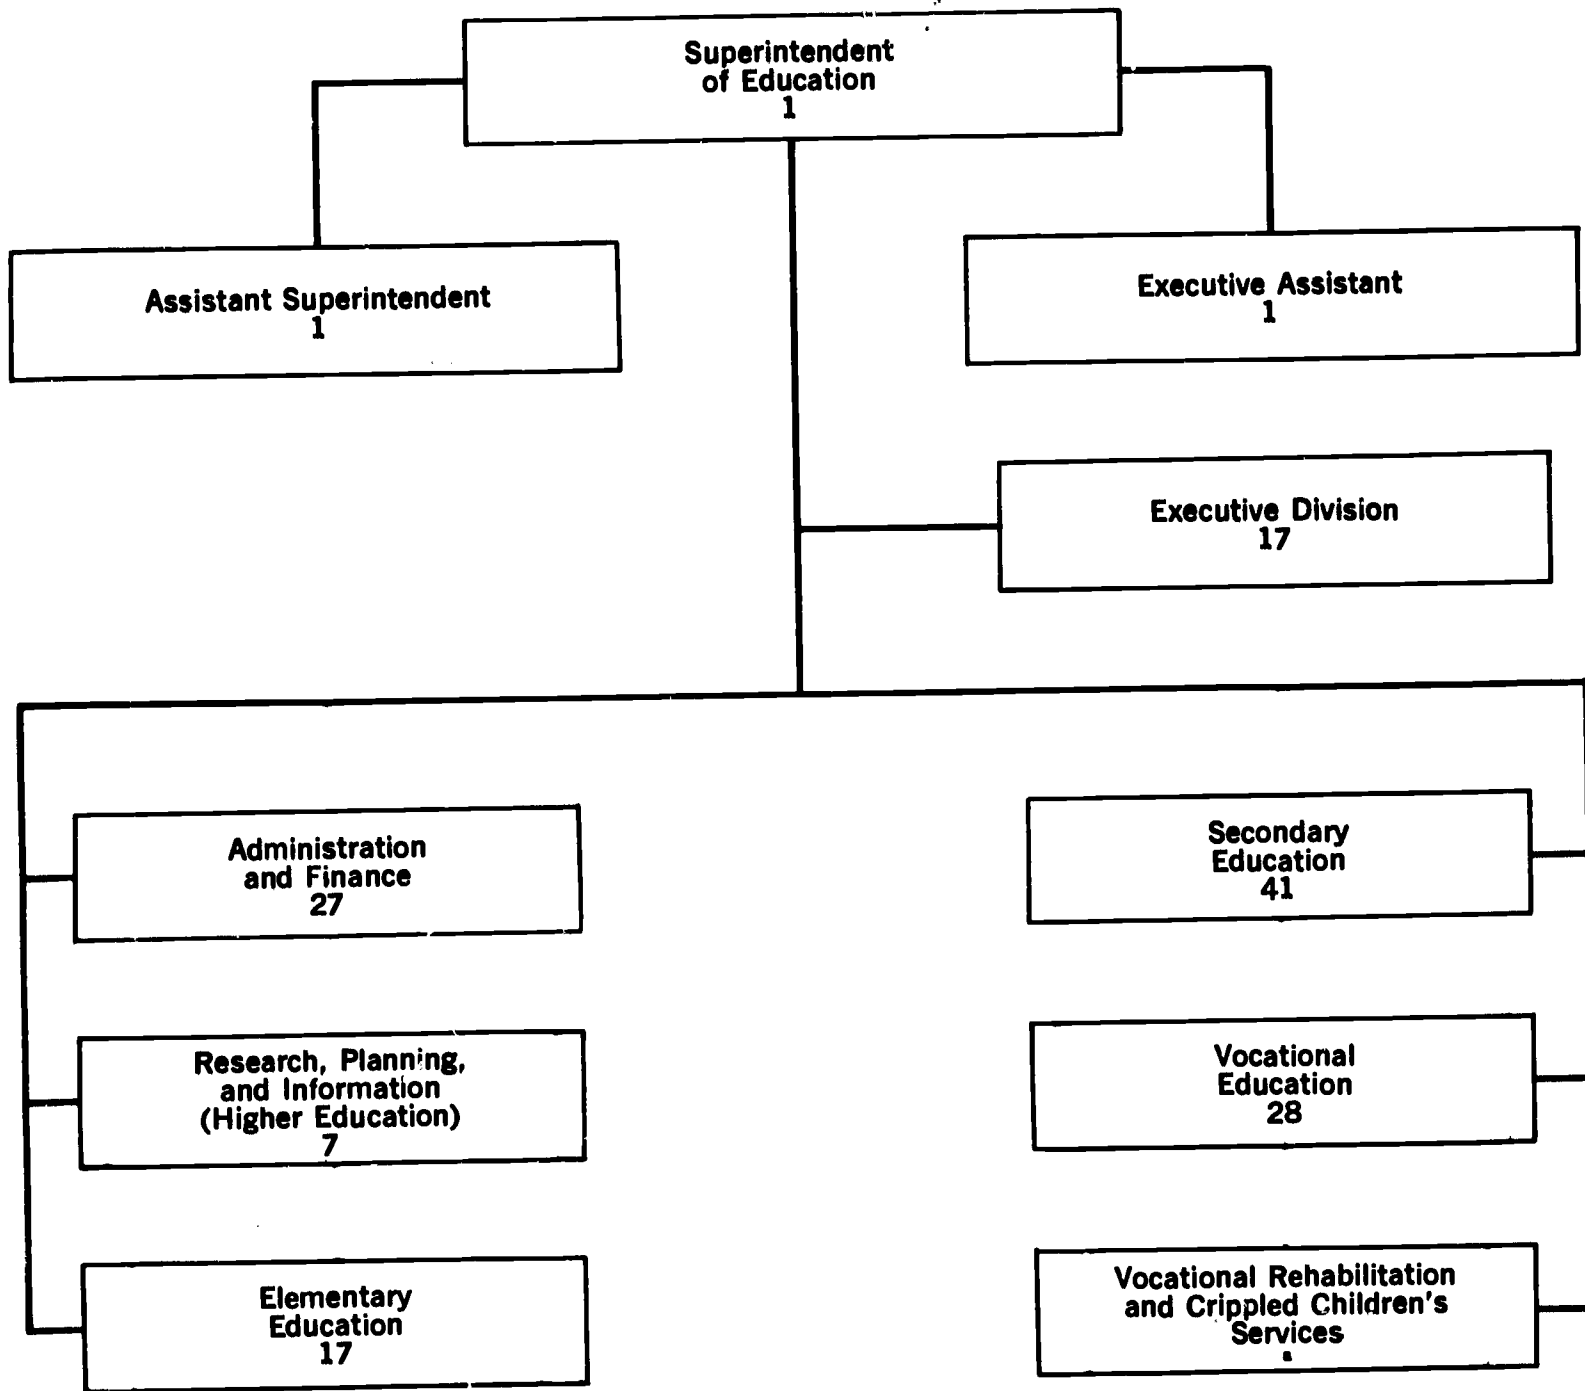 Superintendent
of Education
1
Assistant Superintendent
1
Executive Assistant
1
Executive Division
17
Administration
and Finance
27
Secondary
Education
41
Research, Planning,
and Information
(Higher Education)
7
Vocational
Education
28
Elementary
Education
17
Vocational Rehabilitation
and Crippled Children's
Services